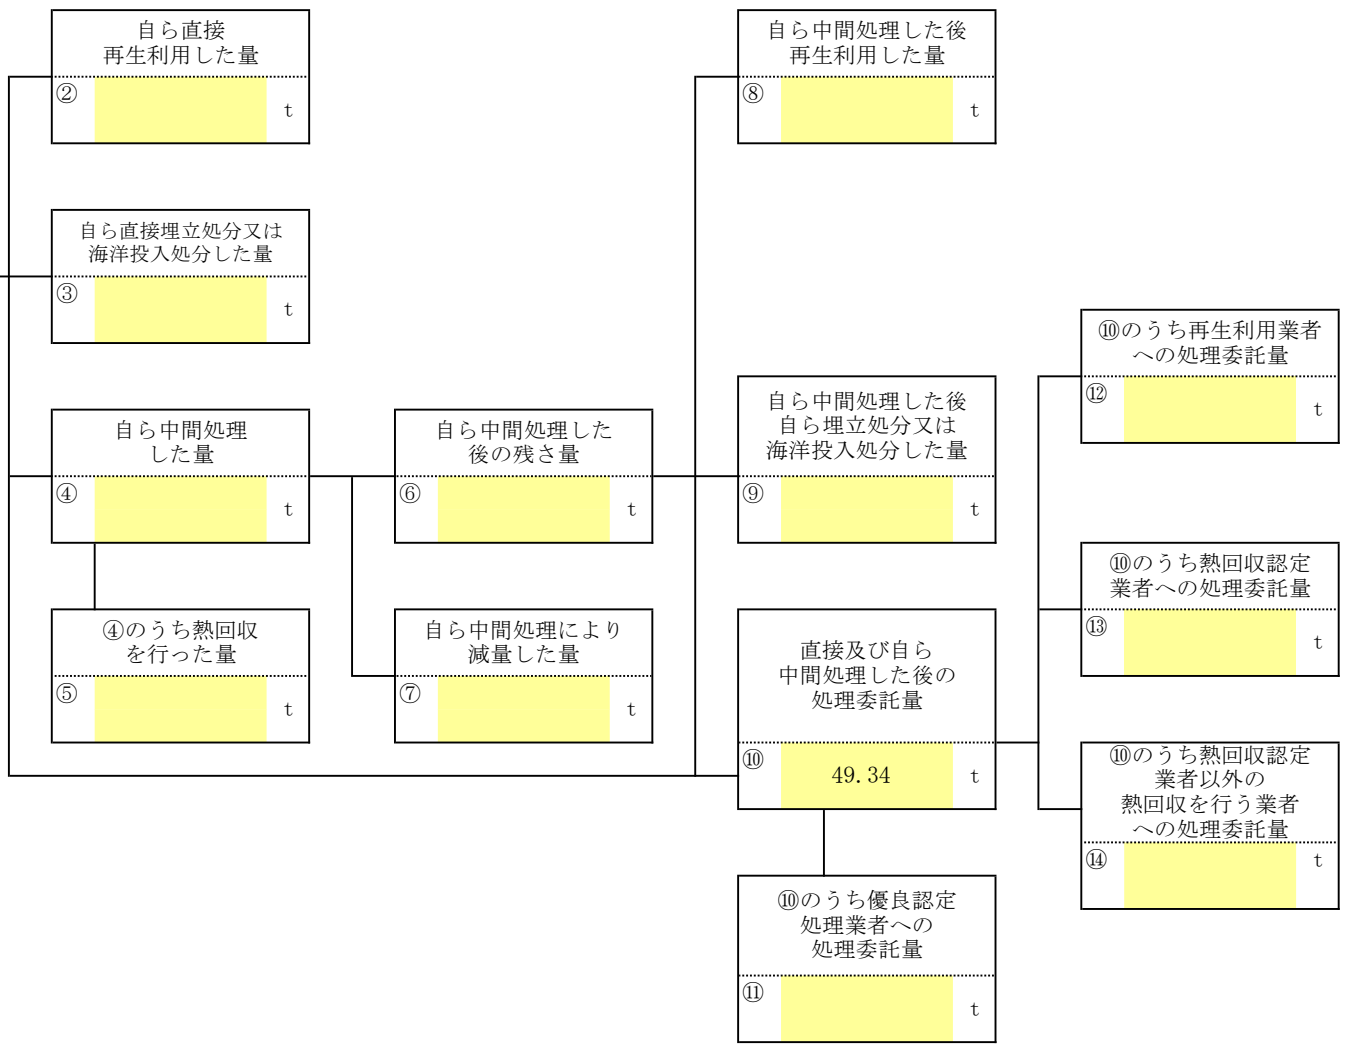 自ら直接
再生利用した量
②
t
自ら中間処理した後
再生利用した量
⑧
t
自ら直接埋立処分又は
海洋投入処分した量
③
t
⑩のうち再生利用業者
への処理委託量
⑫
t
自ら中間処理
した量
④
t
自ら中間処理した
後の残さ量
⑥
t
自ら中間処理した後
自ら埋立処分又は
海洋投入処分した量
⑨
t
⑩のうち熱回収認定
業者への処理委託量
⑬
t
④のうち熱回収
を行った量
⑤
t
自ら中間処理により
減量した量
⑦
t
直接及び自ら
中間処理した後の
処理委託量
⑩
49.34 t
⑩のうち熱回収認定
業者以外の
熱回収を行う業者
への処理委託量
⑭
t
⑩のうち優良認定
処理業者への
処理委託量
⑪
t